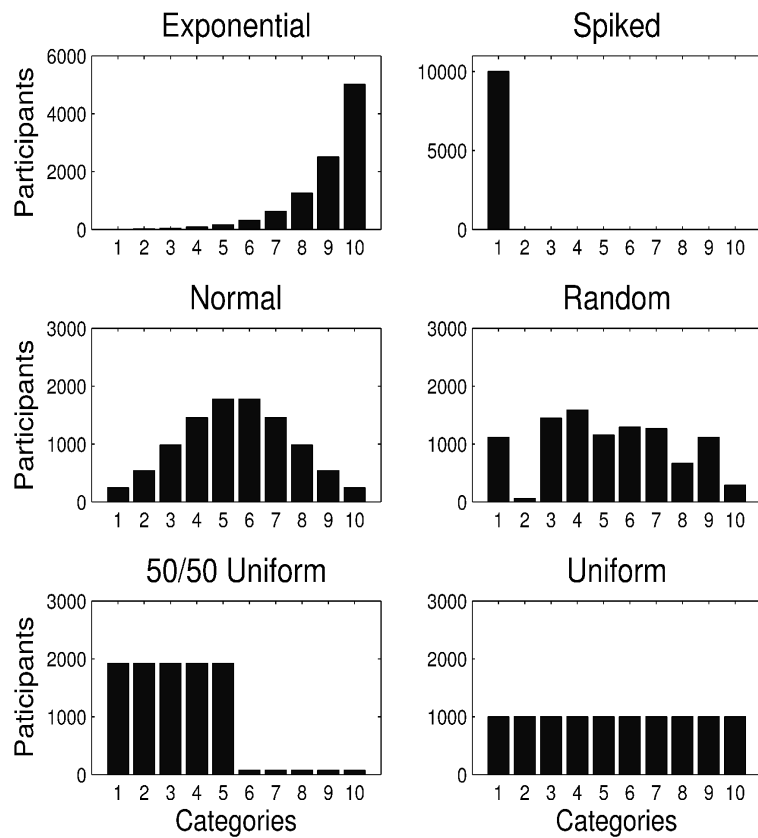 Exponential
Participants
6000
4000
2000
0
1 2 3 4 5 6 7 8 9 10
Spiked
10000
5000
0
1 2 3 4 5 6 7 8 9 10
Normal
Participants
3000
2000
1000
0
1 2 3 4 5 6 7 8 9 10
Random
3000
2000
1000
0
1 2 3 4 5 6 7 8 9 10
50/50 Uniform
Paticipants
3000
2000
1000
0
1 2 3 4 5 6 7 8 9 10
Categories
Uniform
3000
2000
1000
0
1 2 3 4 5 6 7 8 9 10
Categories